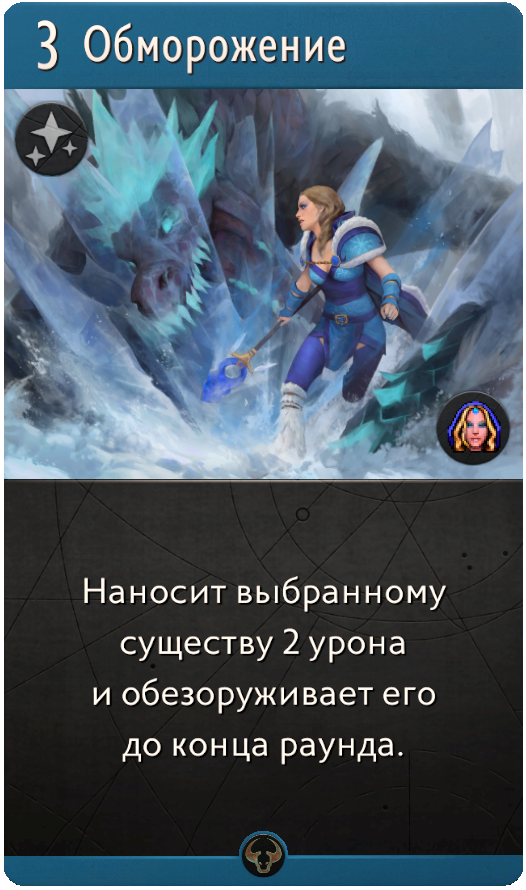 3 Обморожение
Наносит выбранному
существу 2 урона
и обезоруживает его
до конца раунда.